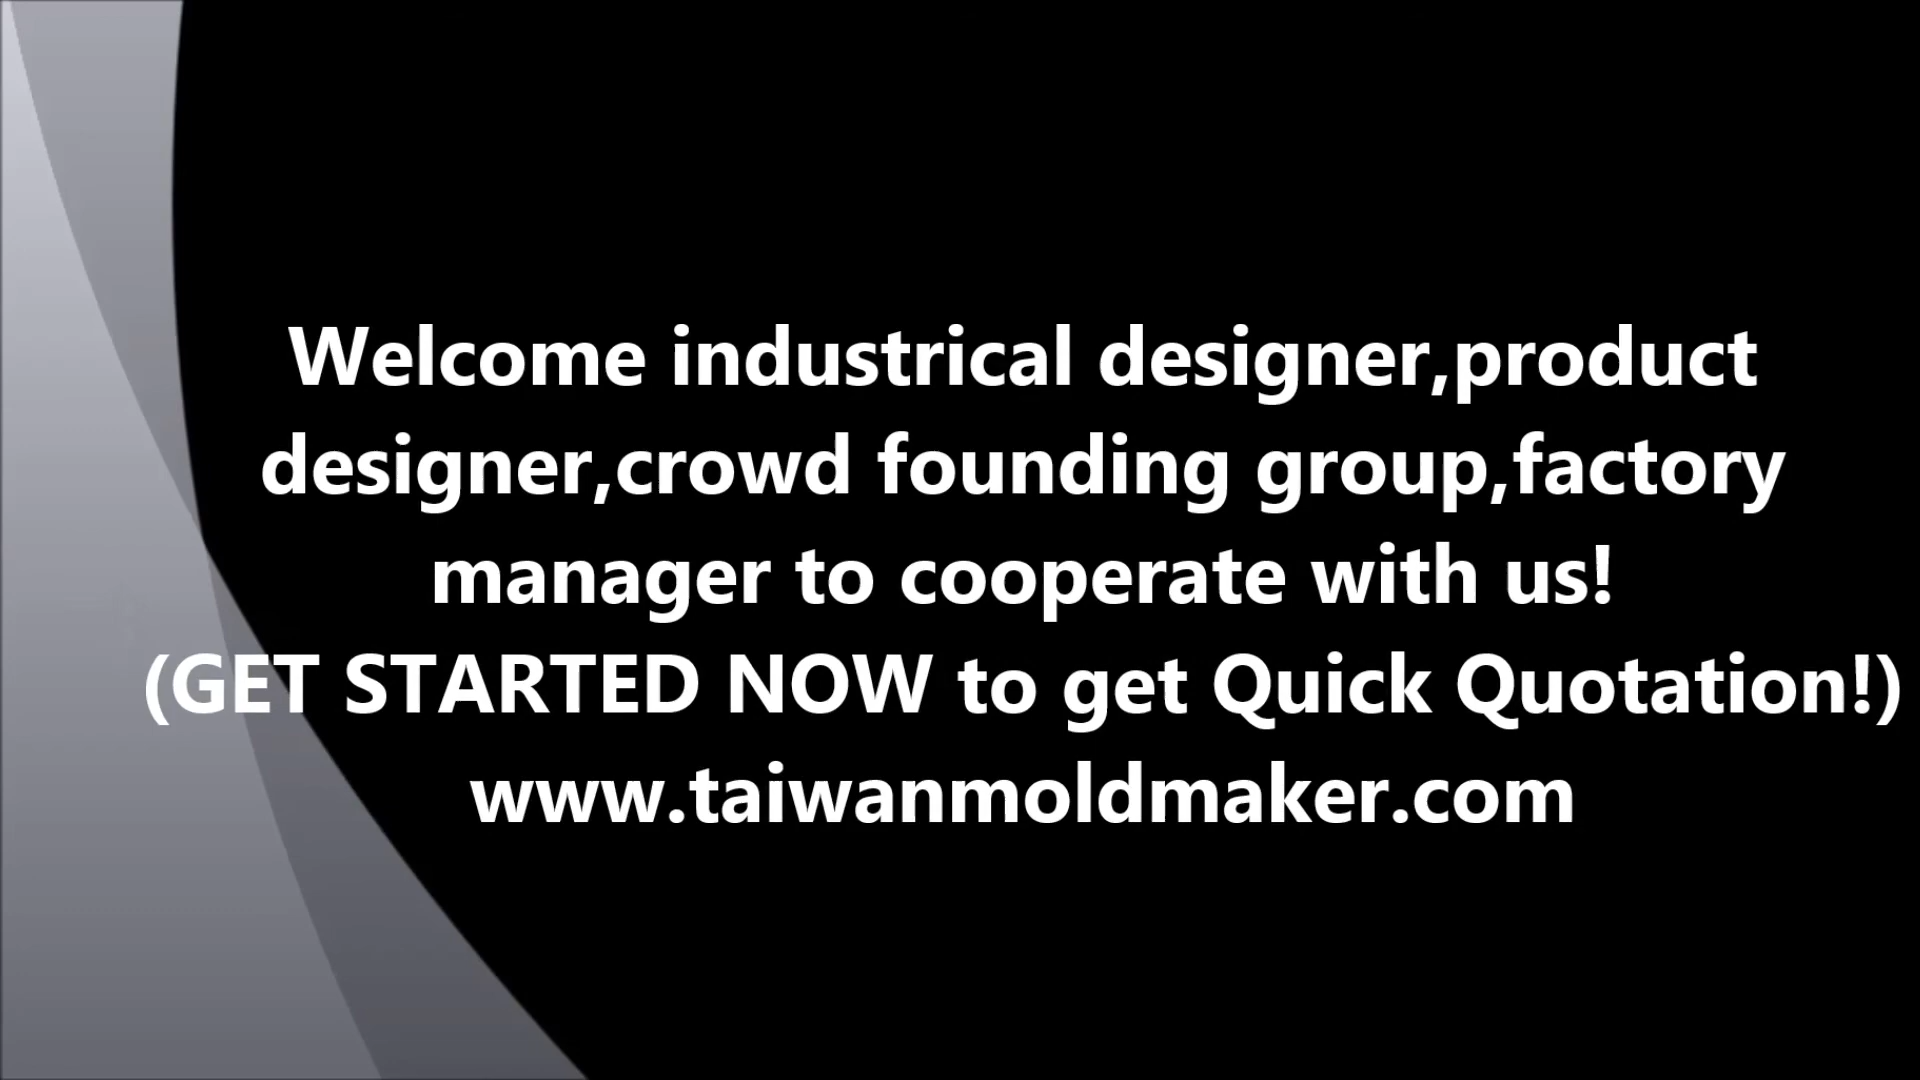 Welcome industrical designer,product
designer,crowd founding group,factory
manager to cooperate with us!
(GET STARTED NOW to get Quick Quotation!)
www.taiwanmoldmaker.com